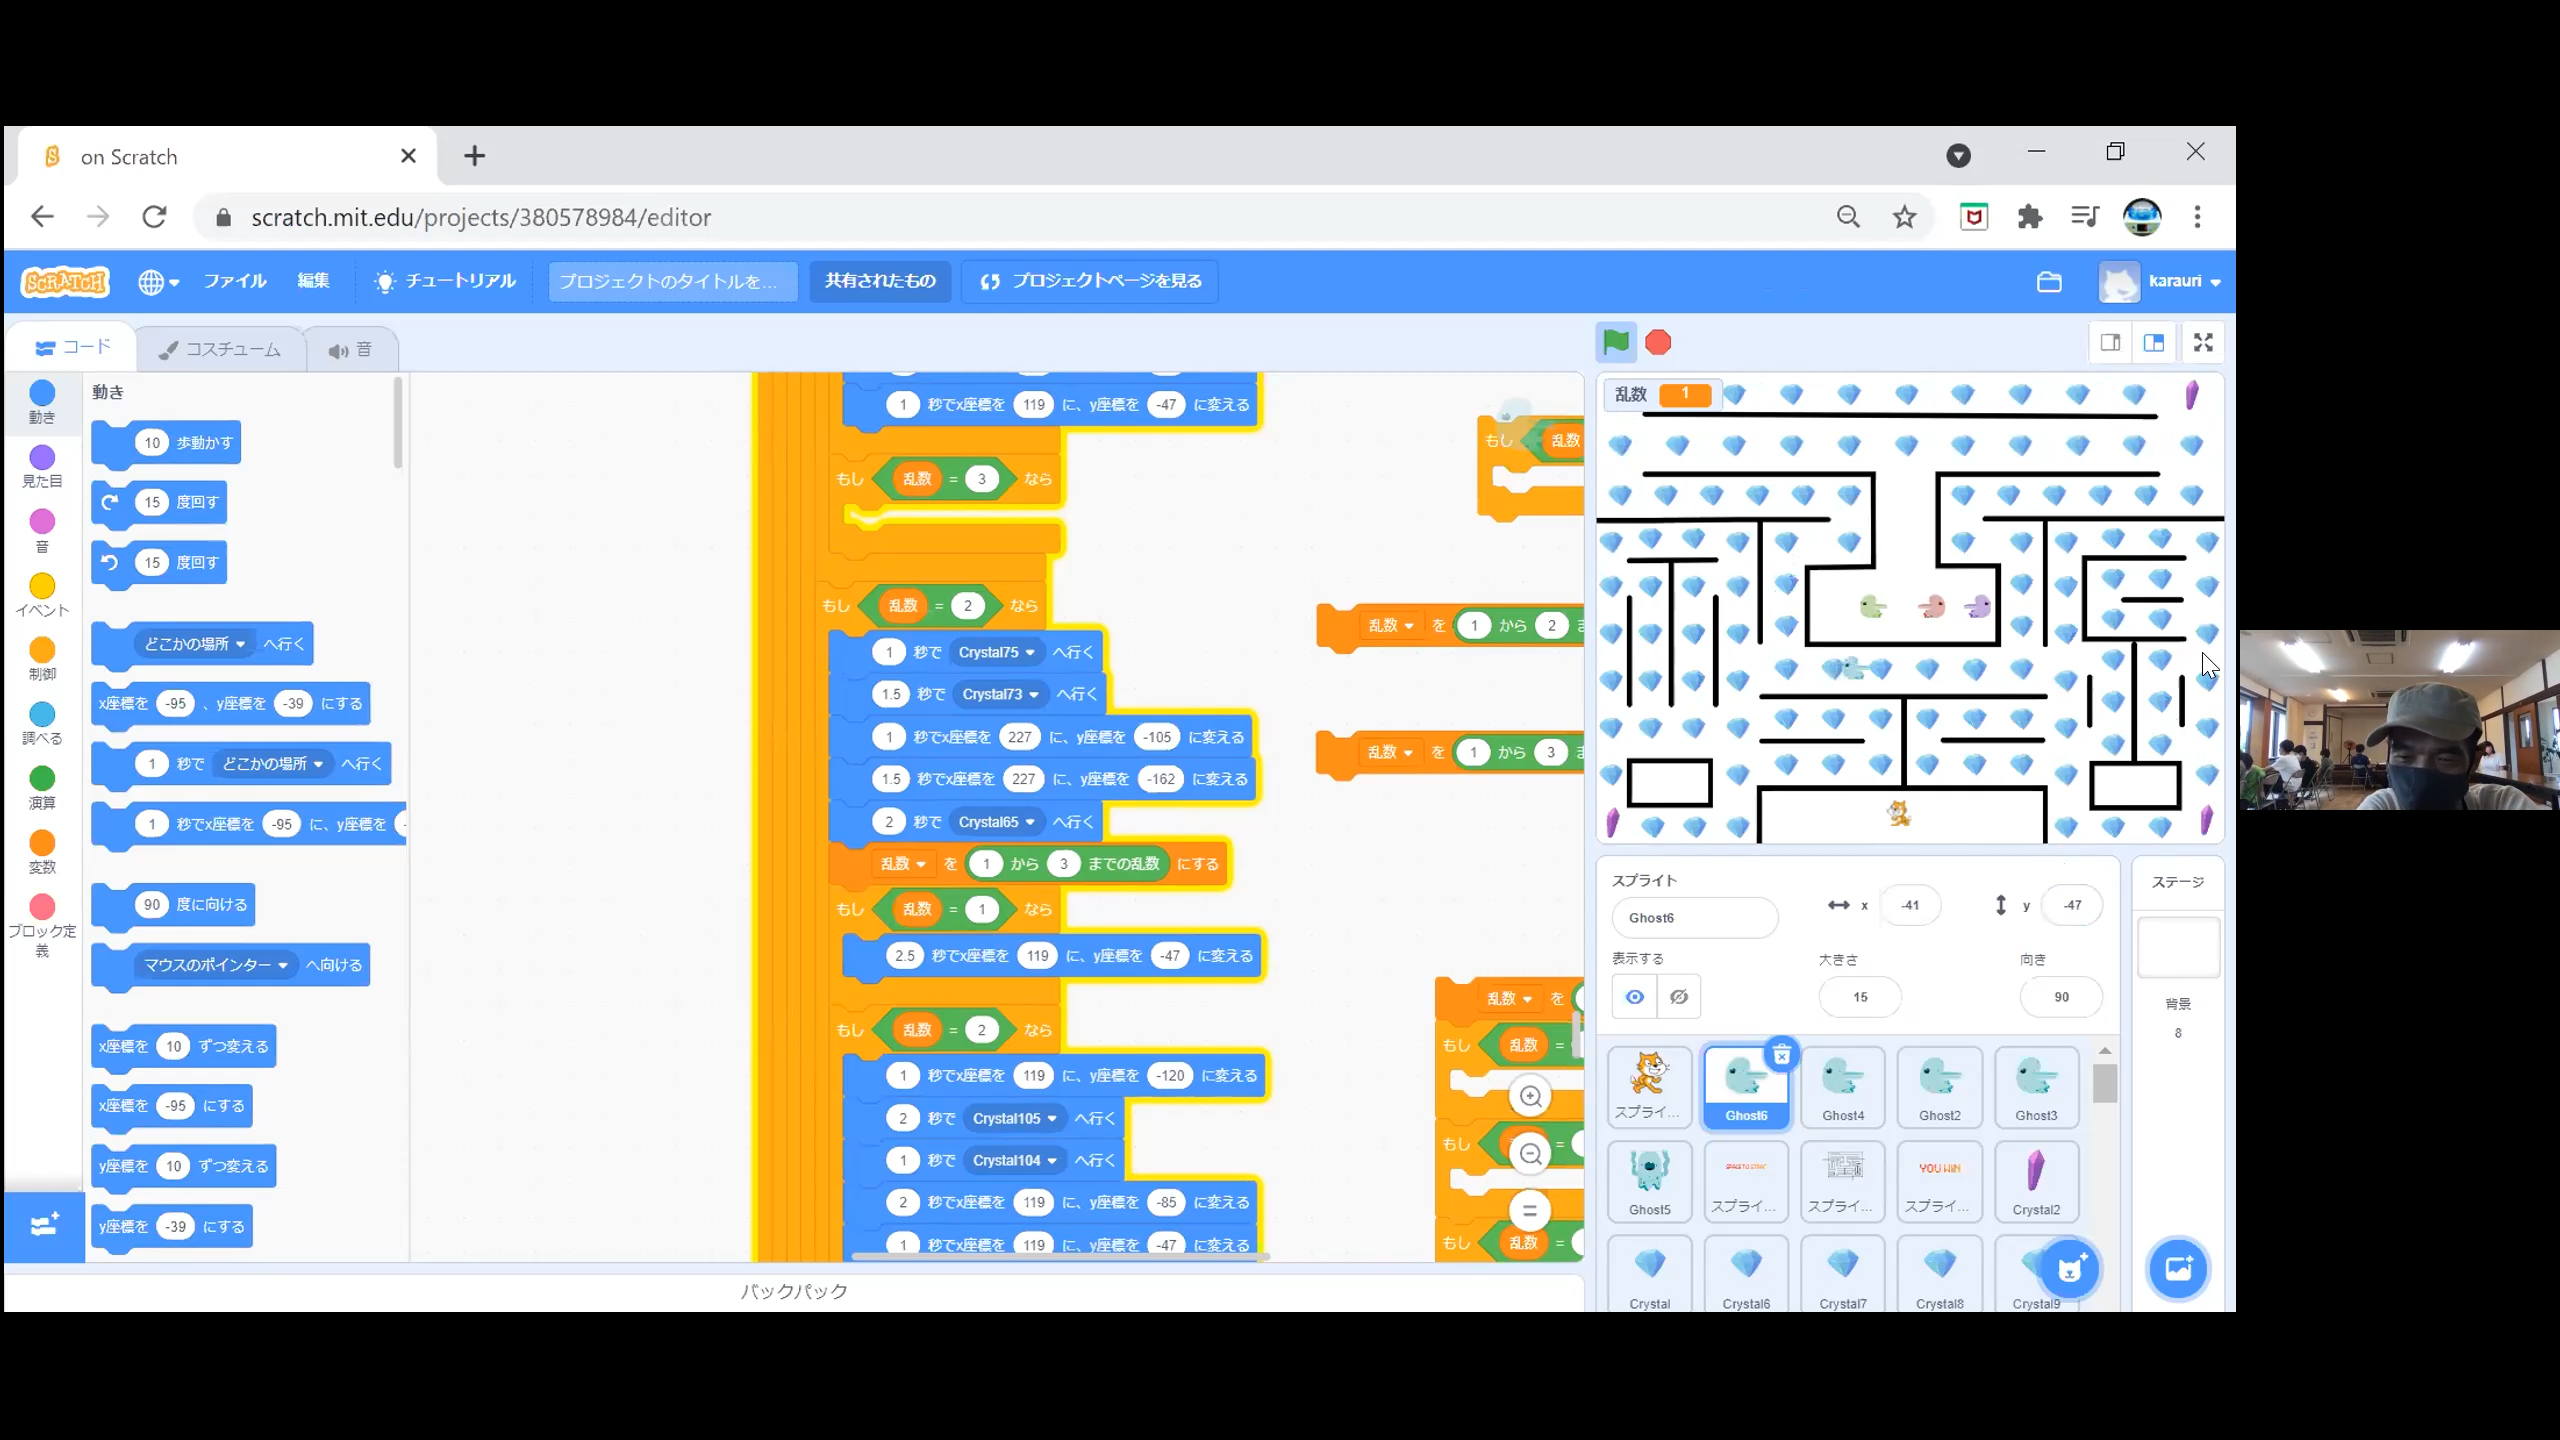 on Scratch
scratch.mit.edu/projects/380578984/editor
SCRATCH
ファイル
編集
チュートリアル
プロジェクトのタイトルを...
共有されたもの
プロジェクトページを見る
karauri
コード
コスチューム
音
動き
見た目
音
イベント
制御
調べる
演算
変数
ブロック定義
動き
10 歩動かす
15 度回す
15 度回す
どこかの場所 へ行く
x座標を -95 、y座標を -39 にする
1 秒で どこかの場所 へ行く
1 秒でx座標を -95 に、y座標を
90 度に向ける
マウスのポインター へ向ける
x座標を 10 ずつ変える
x座標を -95 にする
y座標を 10 ずつ変える
y座標を -39 にする
1 秒でx座標を 119 に、y座標を -47 に変える
もし 乱数 = 3 なら
もし 乱数 = 2 なら
1 秒で Crystal75 へ行く
1.5 秒で Crystal73 へ行く
1 秒でx座標を 227 に、y座標を -105 に変える
1.5 秒でx座標を 227 に、y座標を -162 に変える
2 秒で Crystal65 へ行く
乱数 を 1 から 3 までの乱数 にする
もし 乱数 = 1 なら
2.5 秒でx座標を 119 に、y座標を -47 に変える
もし 乱数 = 2 なら
1 秒でx座標を 119 に、y座標を -120 に変える
2 秒で Crystal105 へ行く
1 秒で Crystal104 へ行く
2 秒でx座標を 119 に、y座標を -85 に変える
1 秒でx座標を 119 に、y座標を -47 に変える
もし 乱数
乱数 を 1 から 2
乱数 を 1 から 3
乱数 を
もし 乱数 =
もし =
もし 乱数 =
バックパック
乱数 1
スプライト
Ghost6
x -41
y -47
表示する
大きさ
15
向き
90
ステージ
背景
8
スプライ...
Ghost6
Ghost4
Ghost2
Ghost3
Ghost5
スプライ...
スプライ...
YOU WIN
スプライ...
Crystal2
Crystal
Crystal6
Crystal7
Crystal8
Crystal9